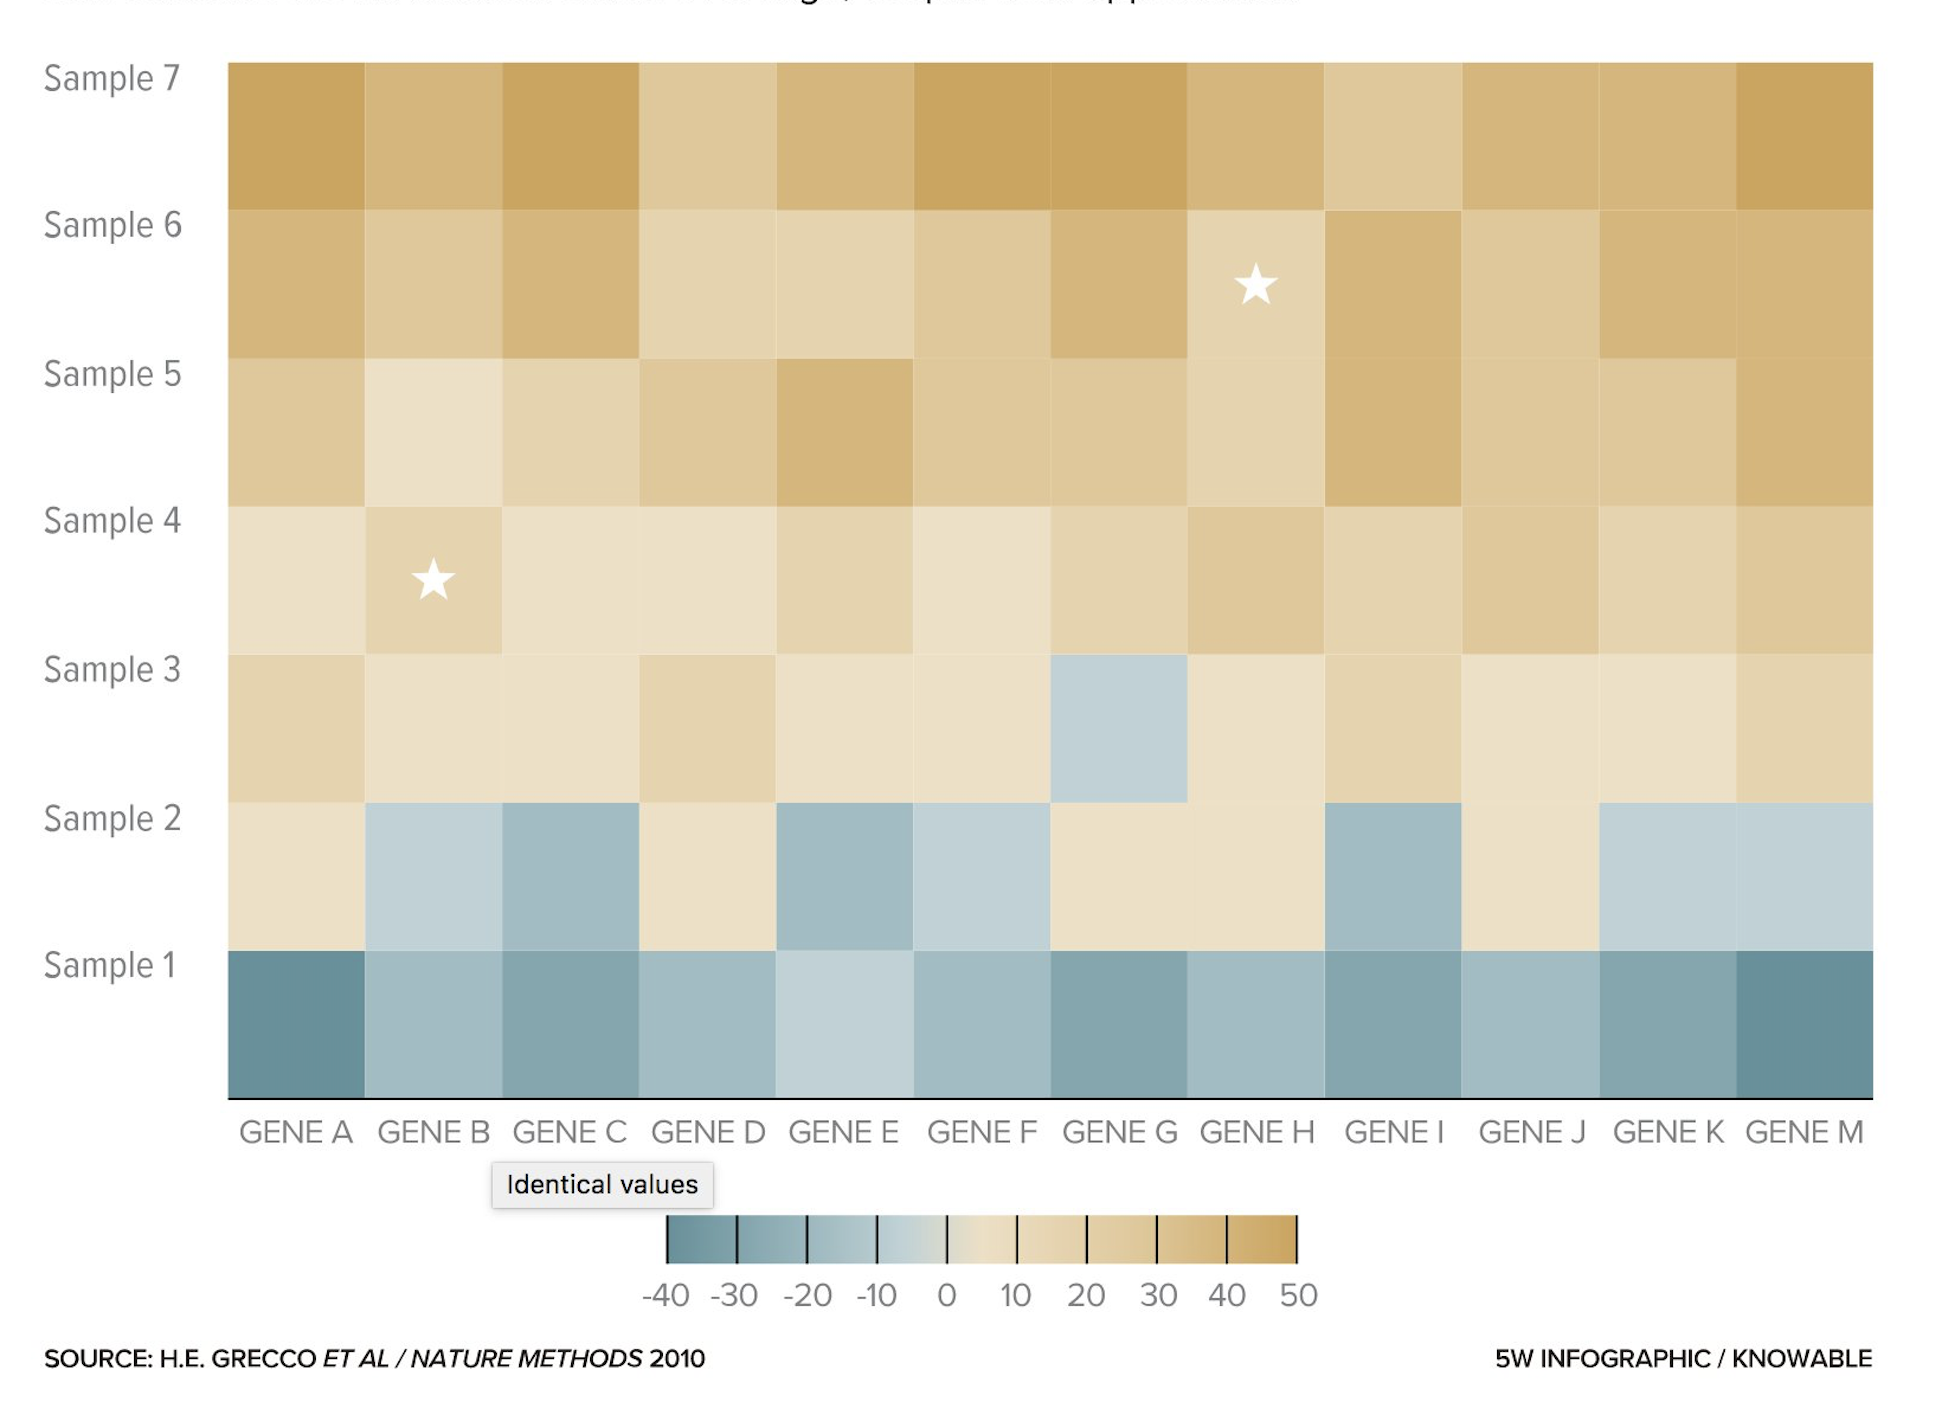 Sample 7
Sample 6
Sample 5
Sample 4
Sample 3
Sample 2
Sample 1
GENE A GENE B GENE C GENE D GENE E GENE F GENE G GENE H GENE I GENE J GENE K GENE M
Identical values
-40 -30 -20 -10 0 10 20 30 40 50
SOURCE: H.E. GRECCO ET AL / NATURE METHODS 2010
5W INFOGRAPHIC / KNOWABLE